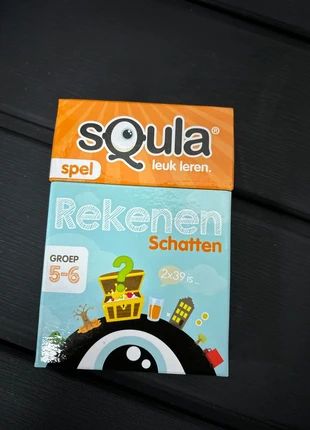 sQula®
spel
leuk leren.
Rekenen
Schatten
GROEP
5-6
?
2x39 is...